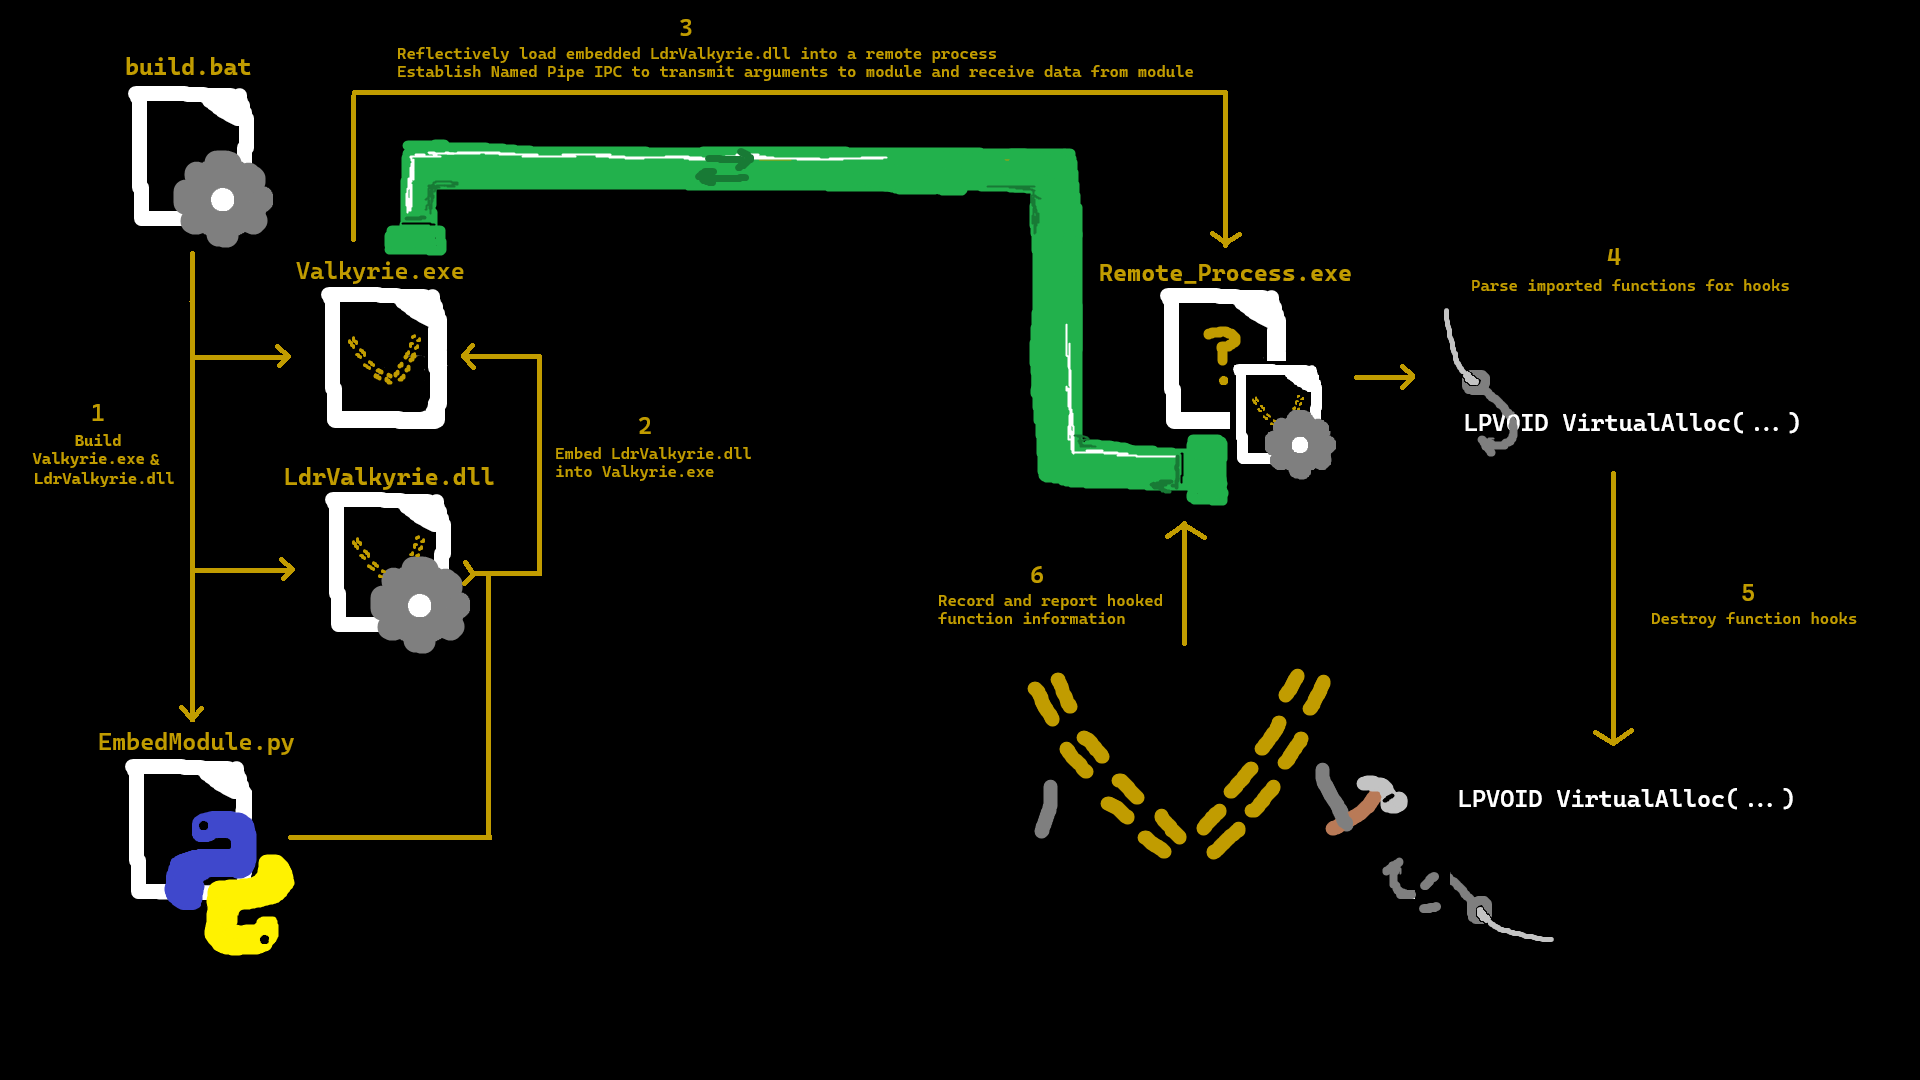 3
Reflectively load embedded LdrValkyrie.dll into a remote process
Establish Named Pipe IPC to transmit arguments to module and receive data from module
build.bat
Valkyrie.exe
Remote_Process.exe
?
4
Parse imported functions for hooks
LPVOID VirtualAlloc(...)
1
Build
Valkyrie.exe &
LdrValkyrie.dll
2
Embed LdrValkyrie.dll
into Valkyrie.exe
LdrValkyrie.dll
6
Record and report hooked
function information
5
Destroy function hooks
EmbedModule.py
LPVOID VirtualAlloc(...)